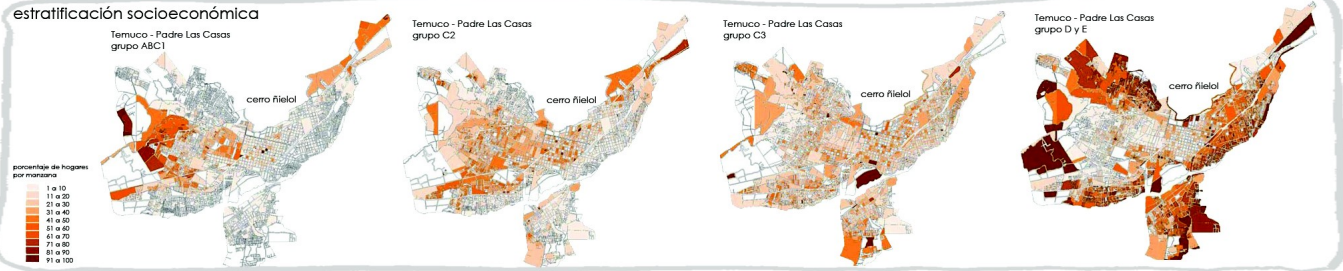 estratificación socioeconómica
Temuco - Padre Las Casas
grupo ABC1
cerro ñielol
Temuco - Padre Las Casas
grupo C2
cerro ñielol
Temuco - Padre Las Casas
grupo C3
cerro ñielol
Temuco - Padre Las Casas
grupo D y E
cerro ñielol
porcentaje de hogares
por manzana
1 a 10
11 a 20
21 a 30
31 a 40
41 a 50
51 a 60
61 a 70
71 a 80
81 a 90
91 a 100